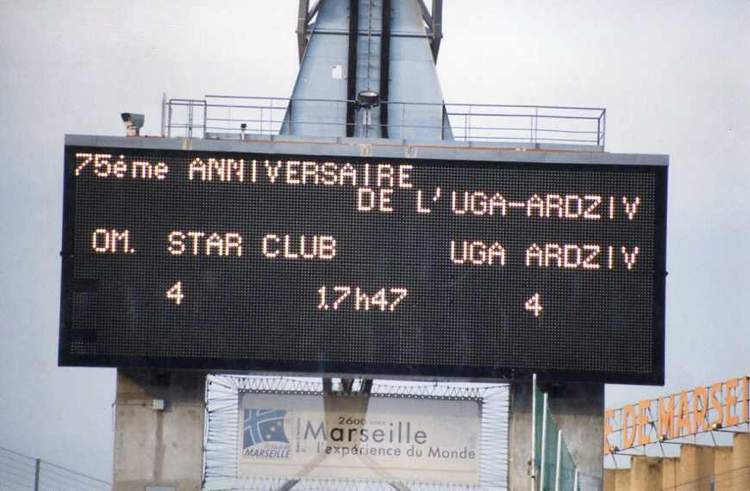 75éme ANNIVERSAIRE
DE L'UGA-ARDZIV
OM. STAR CLUB UGA ARDZIV
4 17h47 4
2600
Marseille
l'expérience du Monde
MARSEILLE
E DE MARSEI